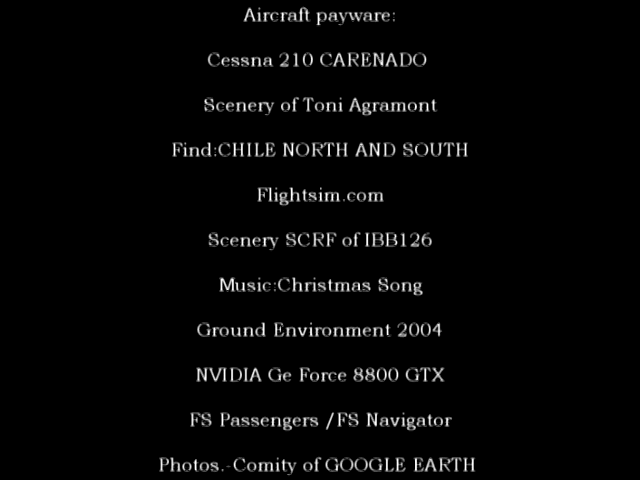 Aircraft payware:
Cessna 210 CARENADO
Scenery of Toni Agramont
Find:CHILE NORTH AND SOUTH
Flightsim.com
Scenery SCRF of IBB126
Music:Christmas Song
Ground Environment 2004
NVIDIA Ge Force 8800 GTX
FS Passengers /FS Navigator
Photos.-Comity of GOOGLE EARTH